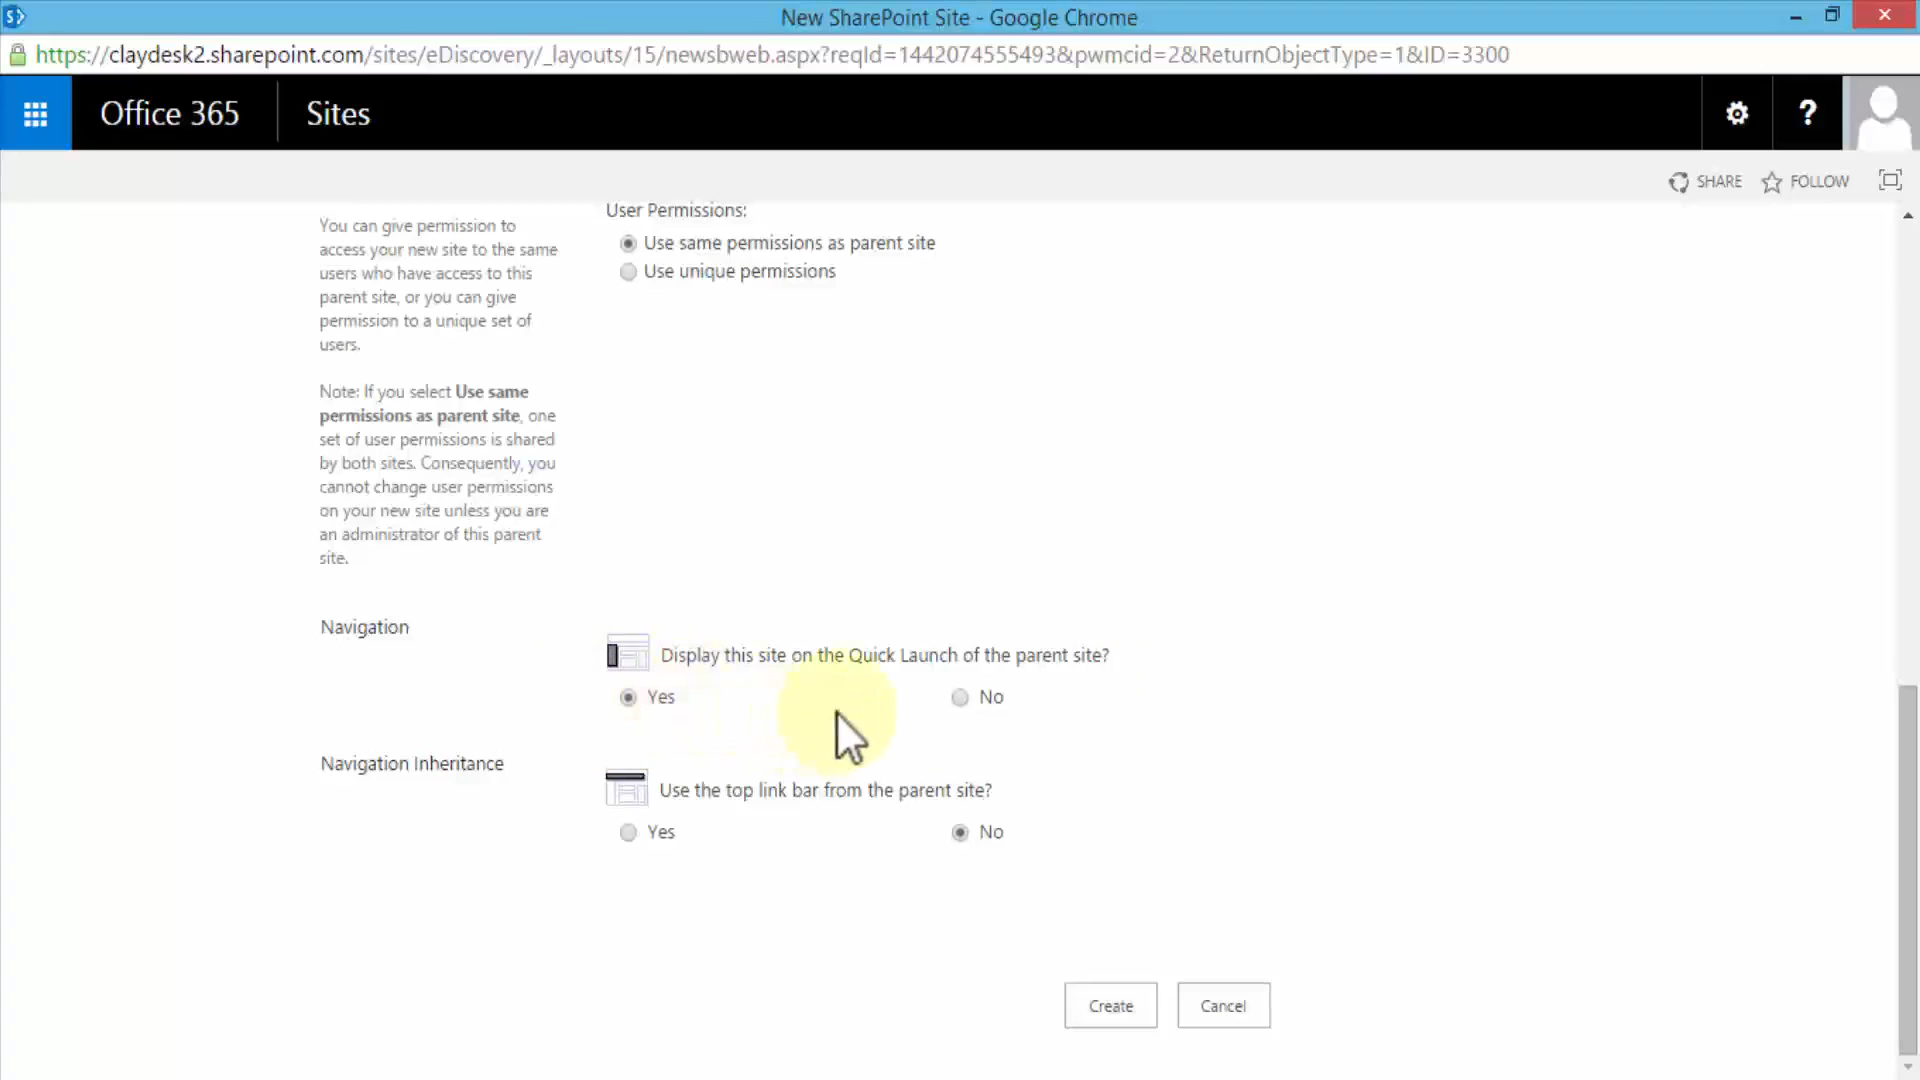 New SharePoint Site - Google Chrome
https://claydesk2.sharepoint.com/sites/eDiscovery/_layouts/15/newsbweb.aspx?reqId=1442074555493&pwmcid=2&ReturnObjectType=1&ID=3300
Office 365 Sites ?
SHARE FOLLOW
User Permissions:
Use same permissions as parent site
Use unique permissions
You can give permission to
access your new site to the same
users who have access to this
parent site, or you can give
permission to a unique set of
users.
Note: If you select Use same
permissions as parent site, one
set of user permissions is shared
by both sites. Consequently, you
cannot change user permissions
on your new site unless you are
an administrator of this parent
site.
Navigation
Display this site on the Quick Launch of the parent site?
Yes No
Navigation Inheritance
Use the top link bar from the parent site?
Yes No
Create Cancel